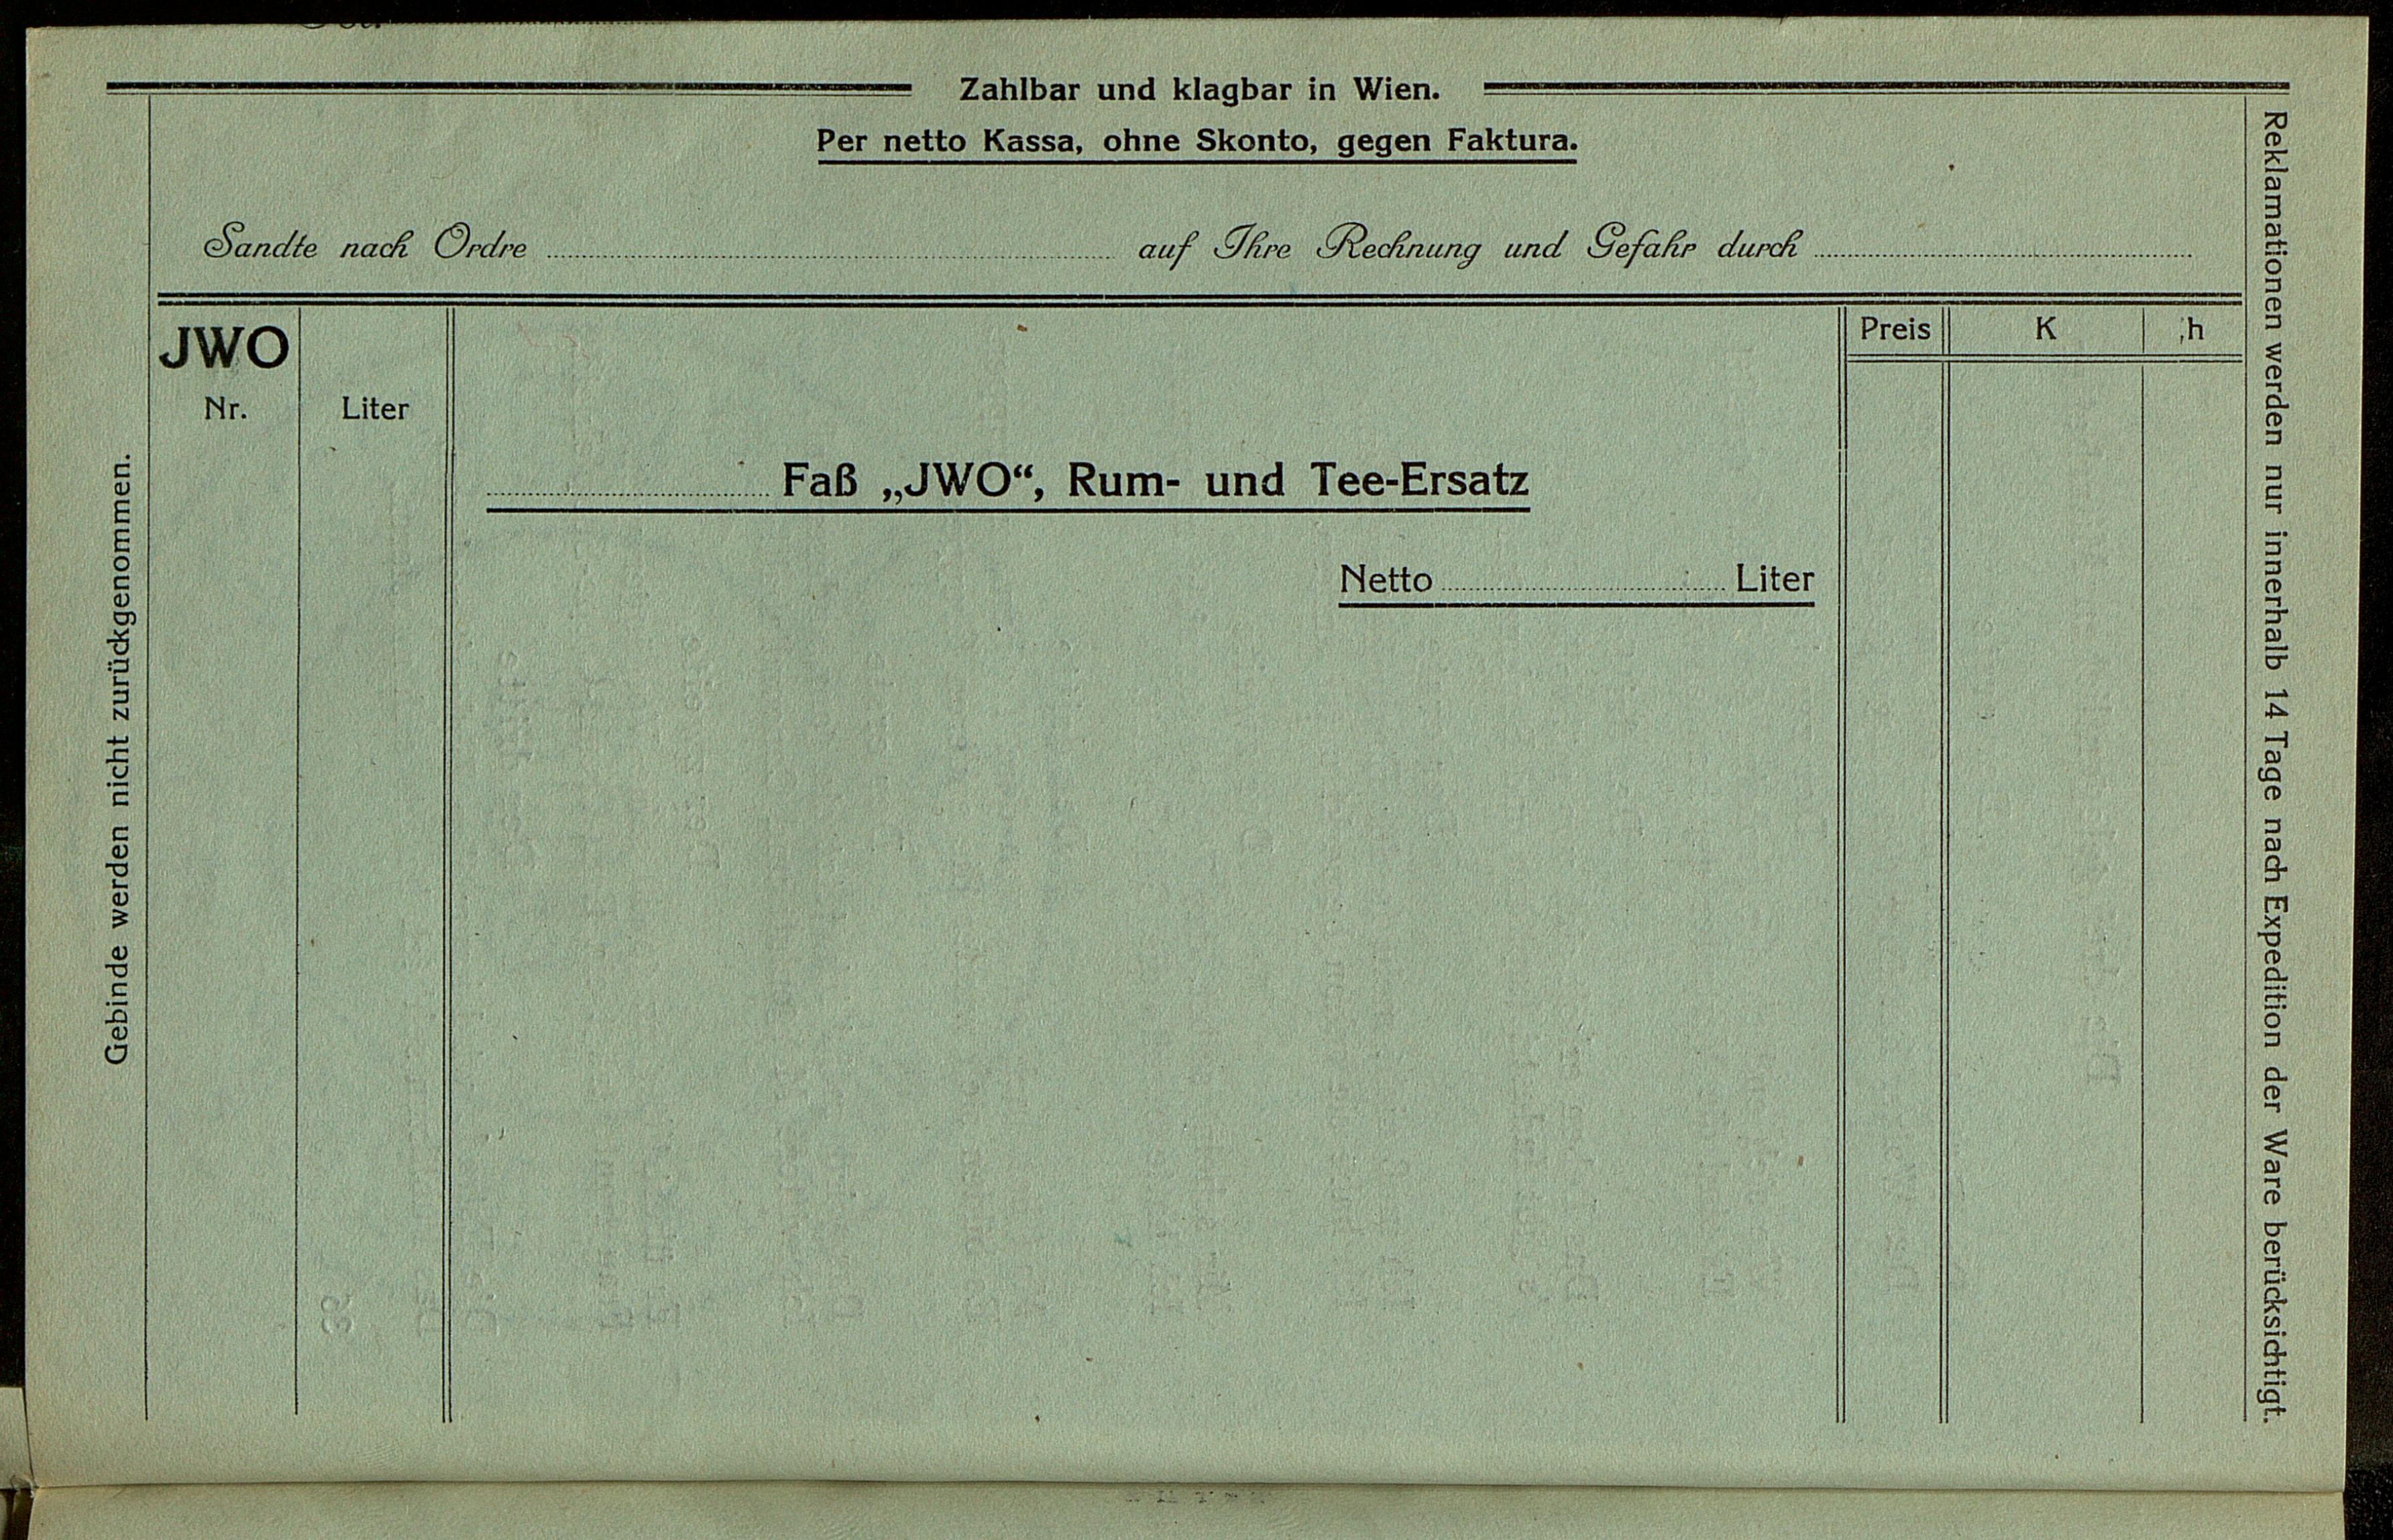 Zahlbar und klagbar in Wien.
Per netto Kassa, ohne Skonto, gegen Faktura.
Sandte nach Ordre auf Ihre Rechnung und Gefahr durch
JWO
Nr.
Liter
Preis K h
Faß „JWO“, Rum- und Tee-Ersatz
Netto Liter
Gebinde werden nicht zurückgenommen.
Reklamationen werden nur innerhalb 14 Tage nach Expedition der Ware berücksichtigt.